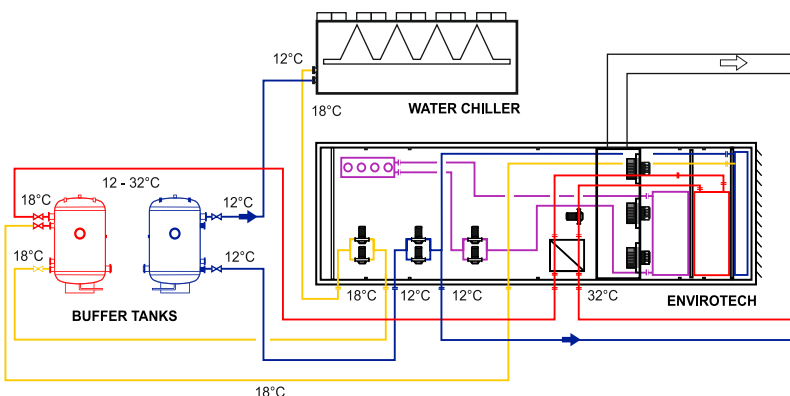 12°C
18°C
WATER CHILLER
12 - 32°C
18°C
12°C
18°C
12°C
18°C
12°C
12°C
32°C
ENVIROTECH
BUFFER TANKS
18°C